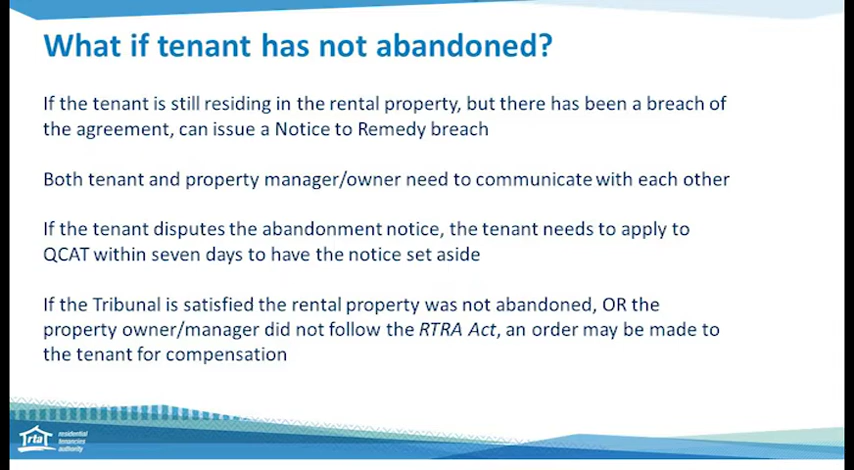 What if tenant has not abandoned?
If the tenant is still residing in the rental property, but there has been a breach of
the agreement, can issue a Notice to Remedy breach
Both tenant and property manager/owner need to communicate with each other
If the tenant disputes the abandonment notice, the tenant needs to apply to
QCAT within seven days to have the notice set aside
If the Tribunal is satisfied the rental property was not abandoned, OR the
property owner/manager did not follow the RTRA Act, an order may be made to
the tenant for compensation
rta
residential
tenancies
authority